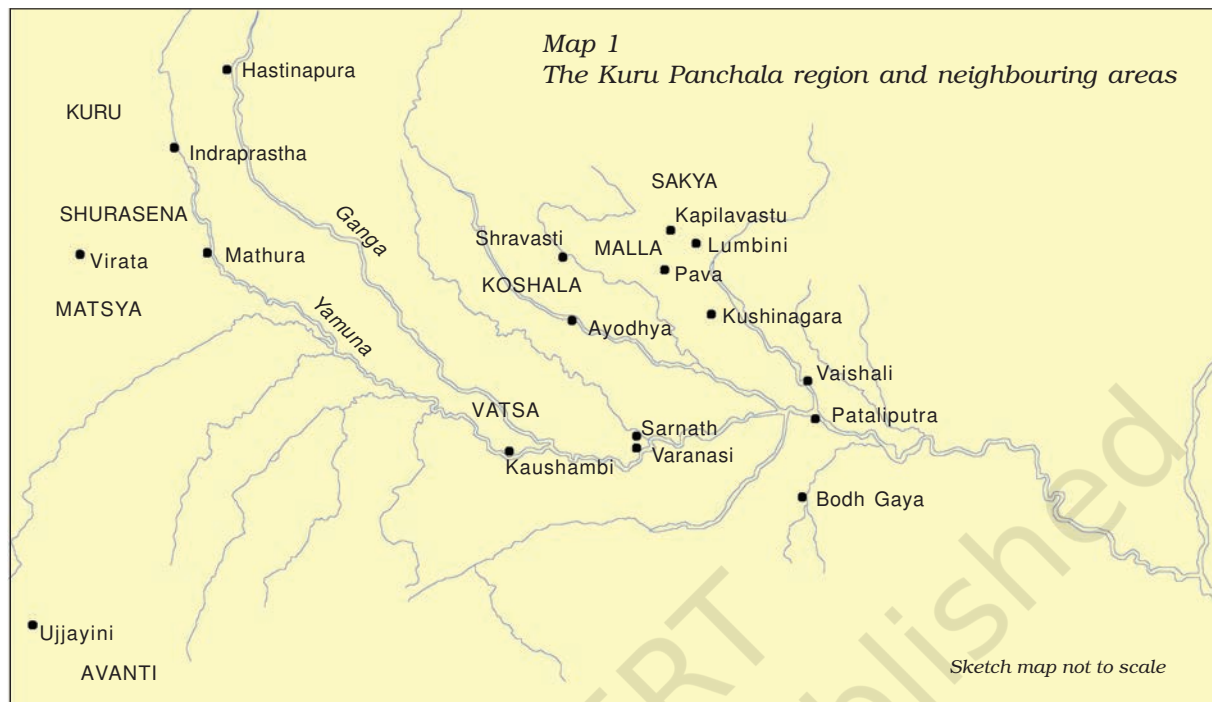 Map 1
The Kuru Panchala region and neighbouring areas
Hastinapura
KURU
Indraprastha
SAKYA
Kapilavastu
SHURASENA
Ganga
Shravasti
MALLA
Lumbini
Virata
Mathura
Pava
KOSHALA
MATSYA
Yamuna
Ayodhya
Kushinagara
Vaishali
VATSA
Pataliputra
Sarnath
Kaushambi
Varanasi
Bodh Gaya
Ujjayini
AVANTI
Sketch map not to scale